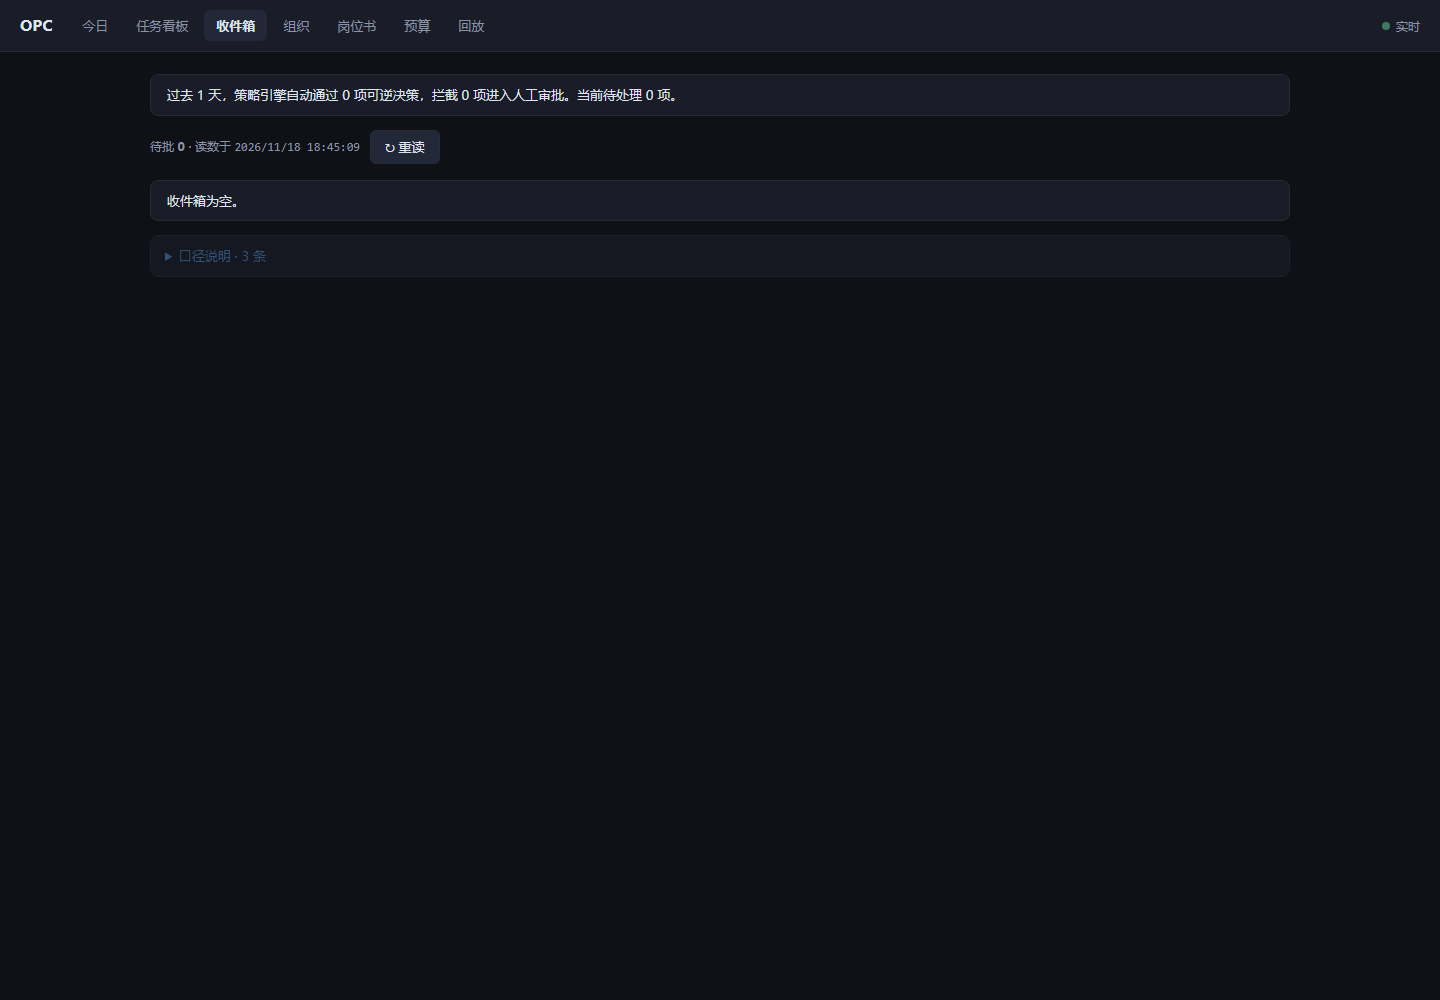 OPC 今日 任务看板 收件箱 组织 岗位书 预算 回放 实时
过去 1 天，策略引擎自动通过 0 项可逆决策，拦截 0 项进入人工审批。当前待处理 0 项。
待批 0 · 读数于 2026/11/18 18:45:09 ↻ 重读
收件箱为空。
▶ 口径说明 · 3 条